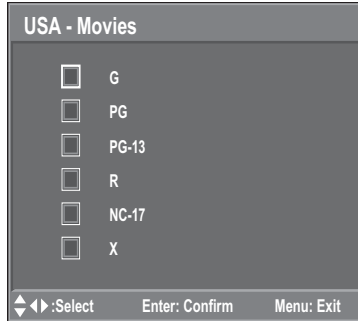 USA - Movies
G
PG
PG-13
R
NC-17
X
:Select Enter: Confirm Menu: Exit